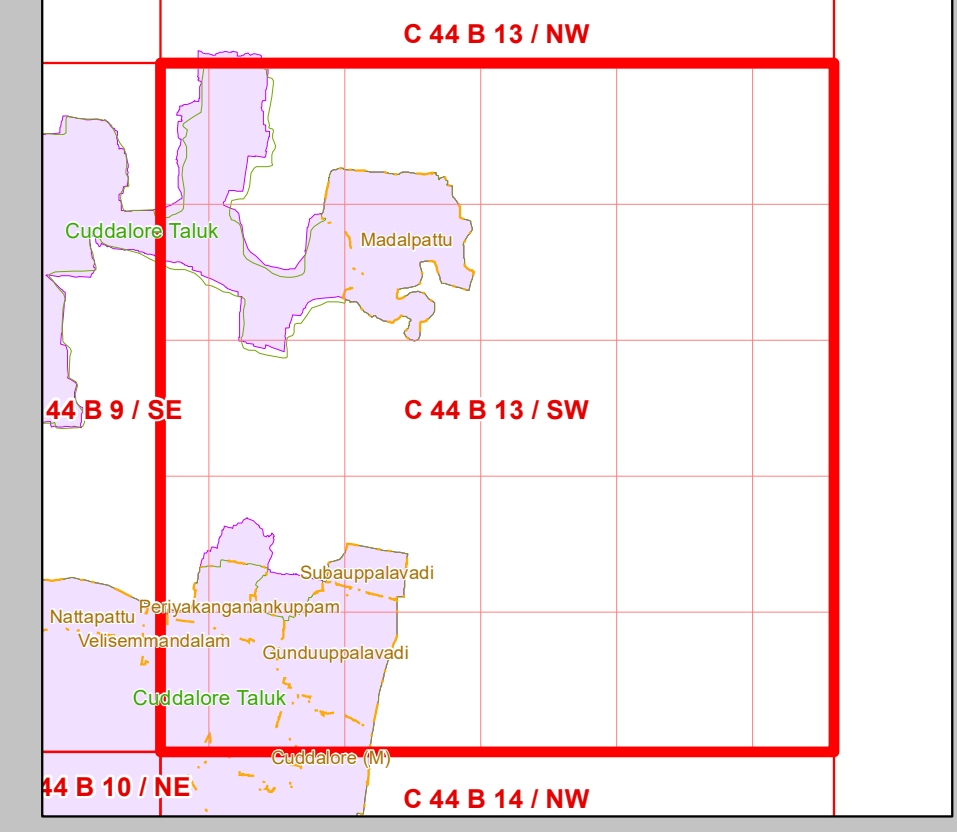 C 44 B 13 / NW
Cuddalore Taluk
Madalpattu
44 B 9 / SE
C 44 B 13 / SW
Subauppalavadi
Periyakanganankuppam
Nattapattu
Velisemmandalam
Gunduuppalavadi
Cuddalore Taluk
Cuddalore (M)
44 B 10 / NE
C 44 B 14 / NW